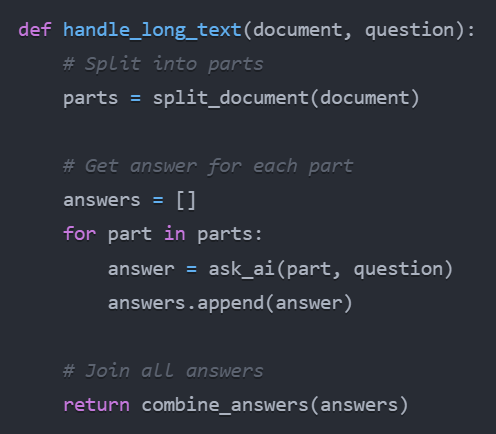 def handle_long_text(document, question):
    # Split into parts
    parts = split_document(document)

    # Get answer for each part
    answers = []
    for part in parts:
        answer = ask_ai(part, question)
        answers.append(answer)

    # Join all answers
    return combine_answers(answers)